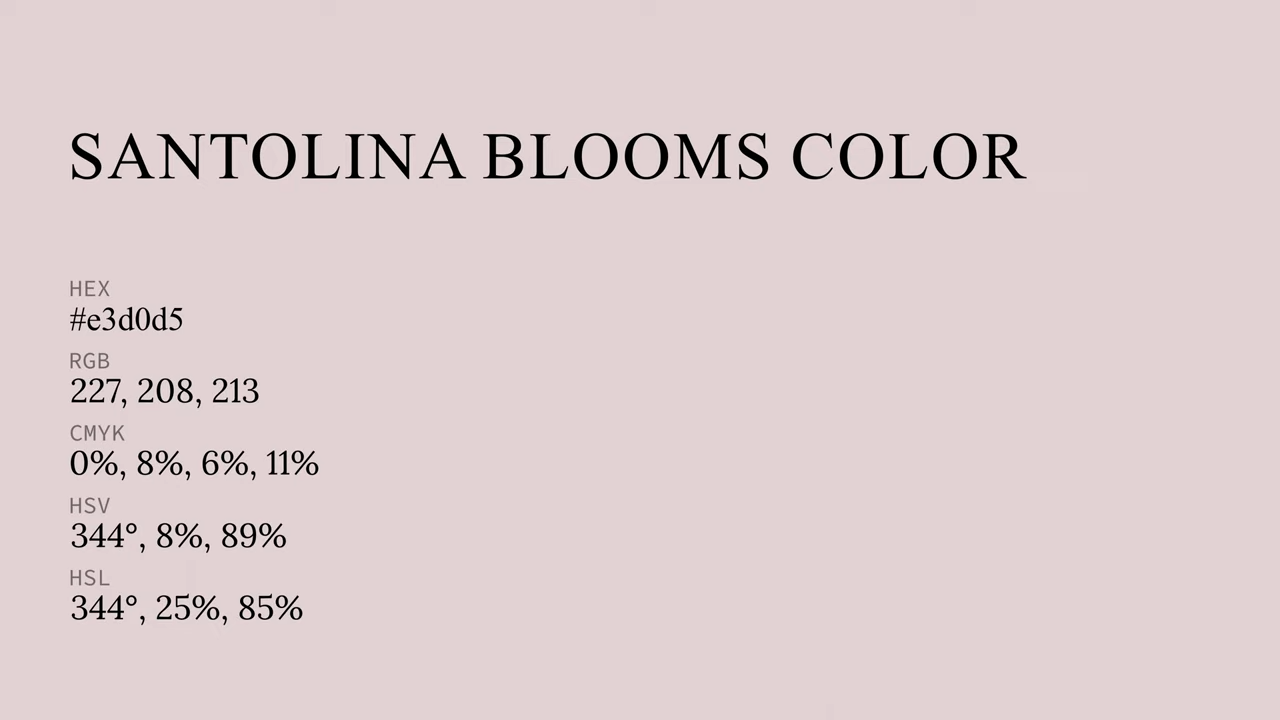 SANTOLINA BLOOMS COLOR
HEX
#e3d0d5
RGB
227, 208, 213
CMYK
0%, 8%, 6%, 11%
HSV
344°, 8%, 89%
HSL
344°, 25%, 85%